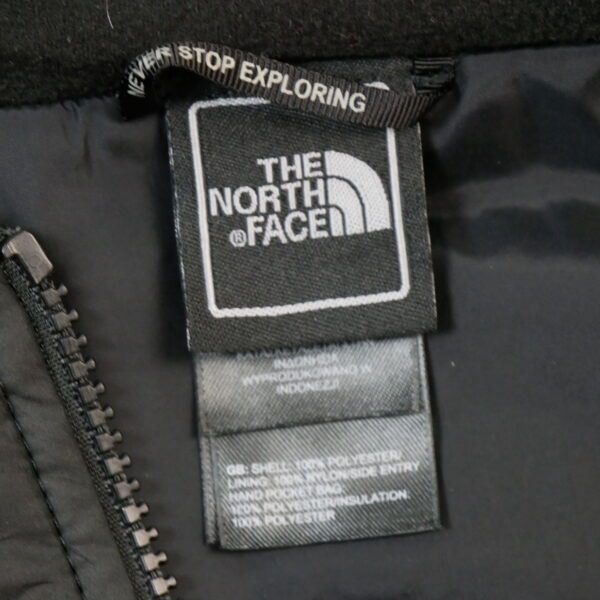 NEVER STOP EXPLORING
THE
NORTH
®FACE
INDONESIA
WYPRODUKOWANO W
INDONEZJI
GB: SHELL: 100% POLYESTER/
LINING: 100% NYLON/SIDE ENTRY
HAND POCKET BAG:
100% POLYESTER/INSULATION:
100% POLYESTER